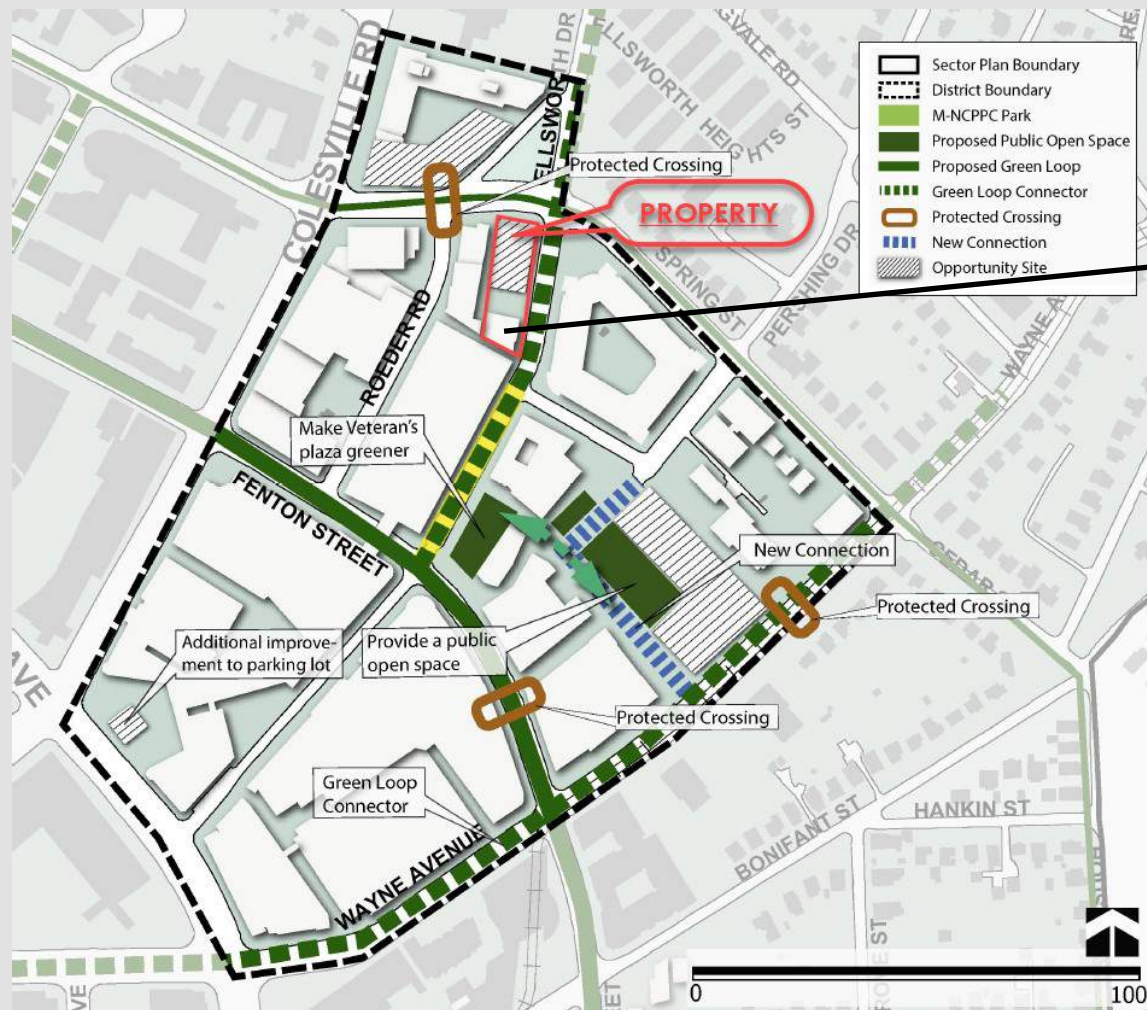 COLESVILLE RD
ELLSWORTH DR
ELLSWORTH HEIGHTS ST
Sector Plan Boundary
District Boundary
M-NCPPC Park
Proposed Public Open Space
Proposed Green Loop
Green Loop Connector
Protected Crossing
New Connection
Opportunity Site
Protected Crossing
PROPERTY
SPRING ST
PERSHING DR
WAYNE A
ROEDER RD
Make Veteran's
plaza greener
FENTON STREET
New Connection
CEDAR
Protected Crossing
Additional improve-
ment to parking lot
Provide a public
open space
AVE
Protected Crossing
Green Loop
Connector
HANKIN ST
BONIFANT ST
WAYNE AVENUE
0
100